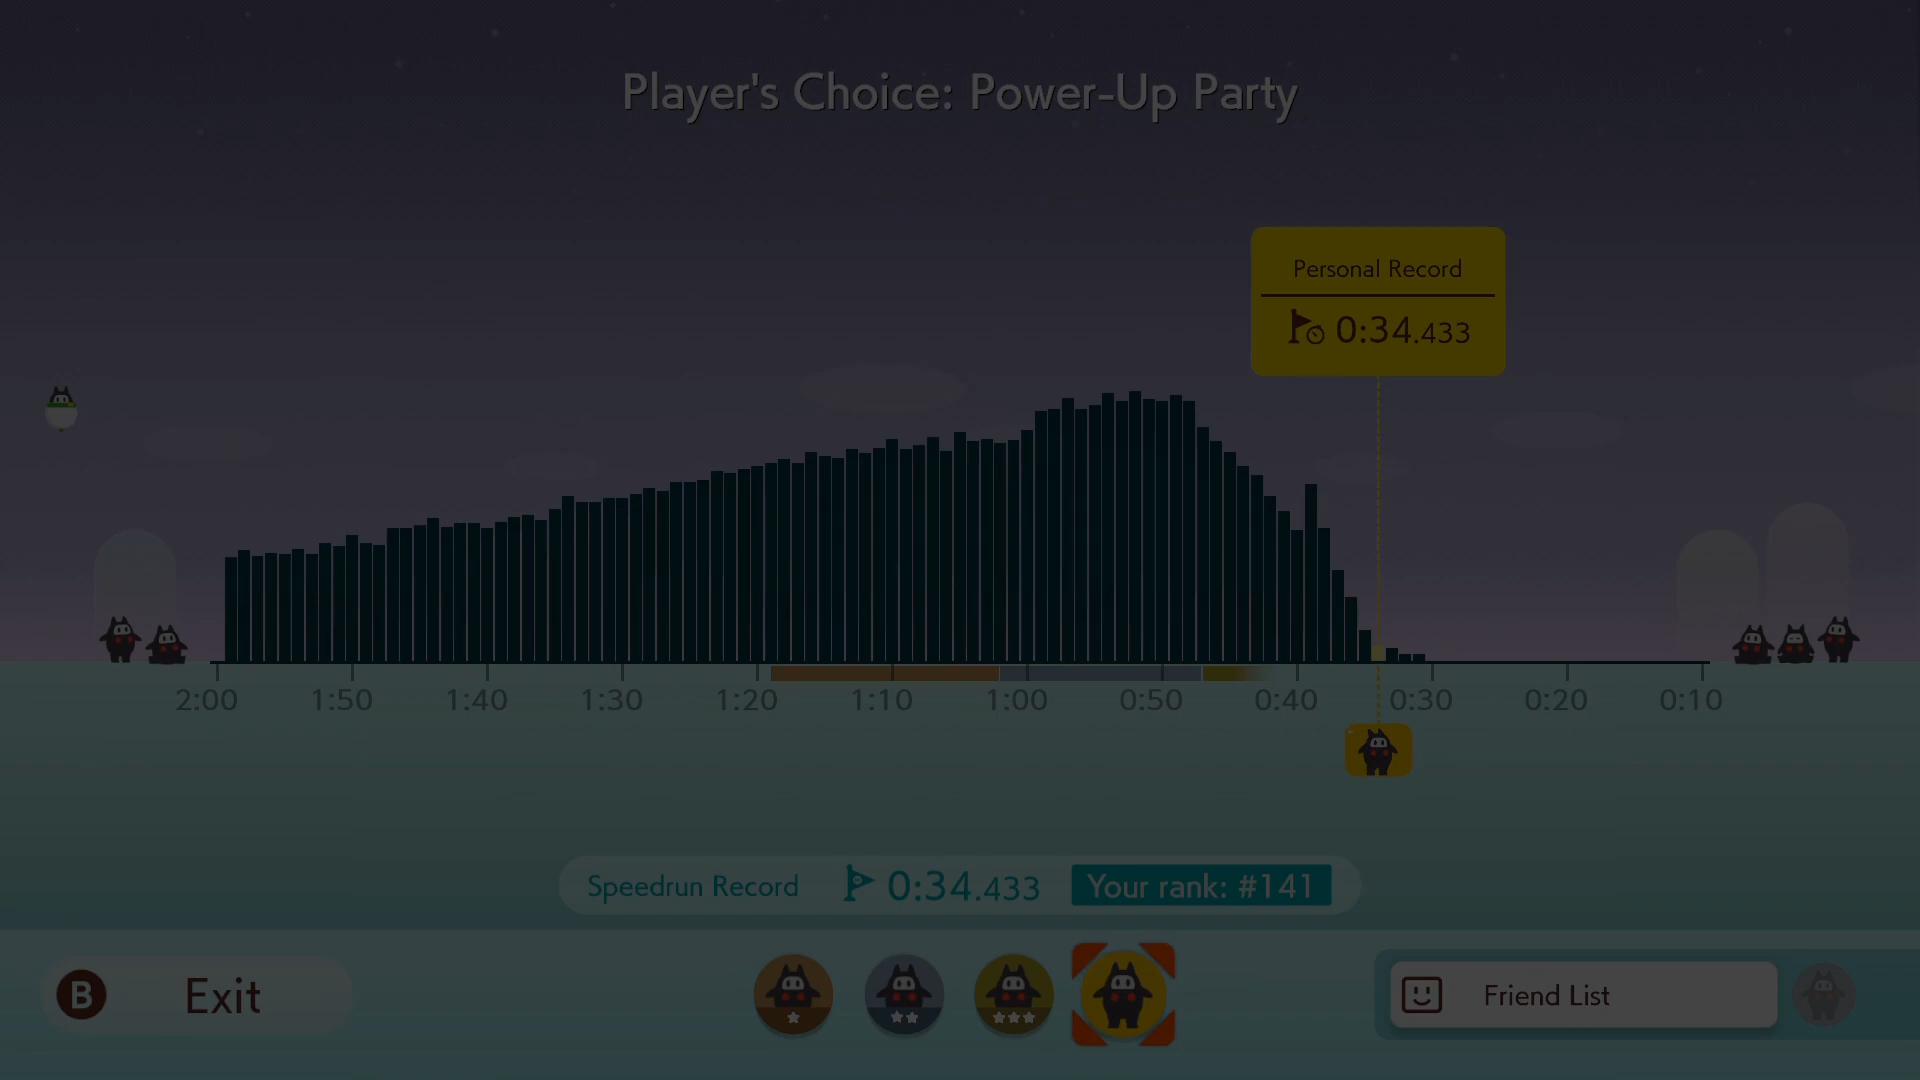 Player's Choice: Power-Up Party
Personal Record
0:34.433
2:00 1:50 1:40 1:30 1:20 1:10 1:00 0:50 0:40 0:30 0:20 0:10
Speedrun Record 0:34.433 Your rank: #141
B Exit Friend List